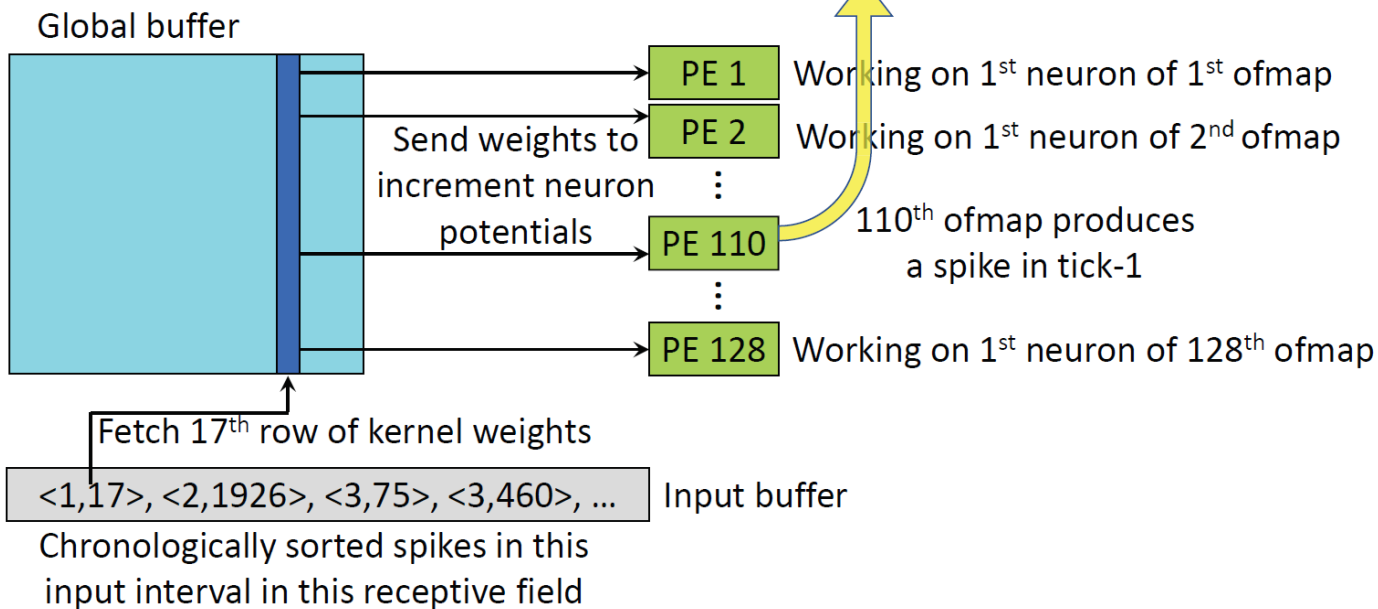 Global buffer
PE 1
Working on 1st neuron of 1st ofmap
PE 2
Working on 1st neuron of 2nd ofmap
Send weights to
increment neuron
potentials
⋮
PE 110
110th ofmap produces
a spike in tick-1
⋮
PE 128
Working on 1st neuron of 128th ofmap
Fetch 17th row of kernel weights
<1,17>, <2,1926>, <3,75>, <3,460>, ...
Input buffer
Chronologically sorted spikes in this
input interval in this receptive field